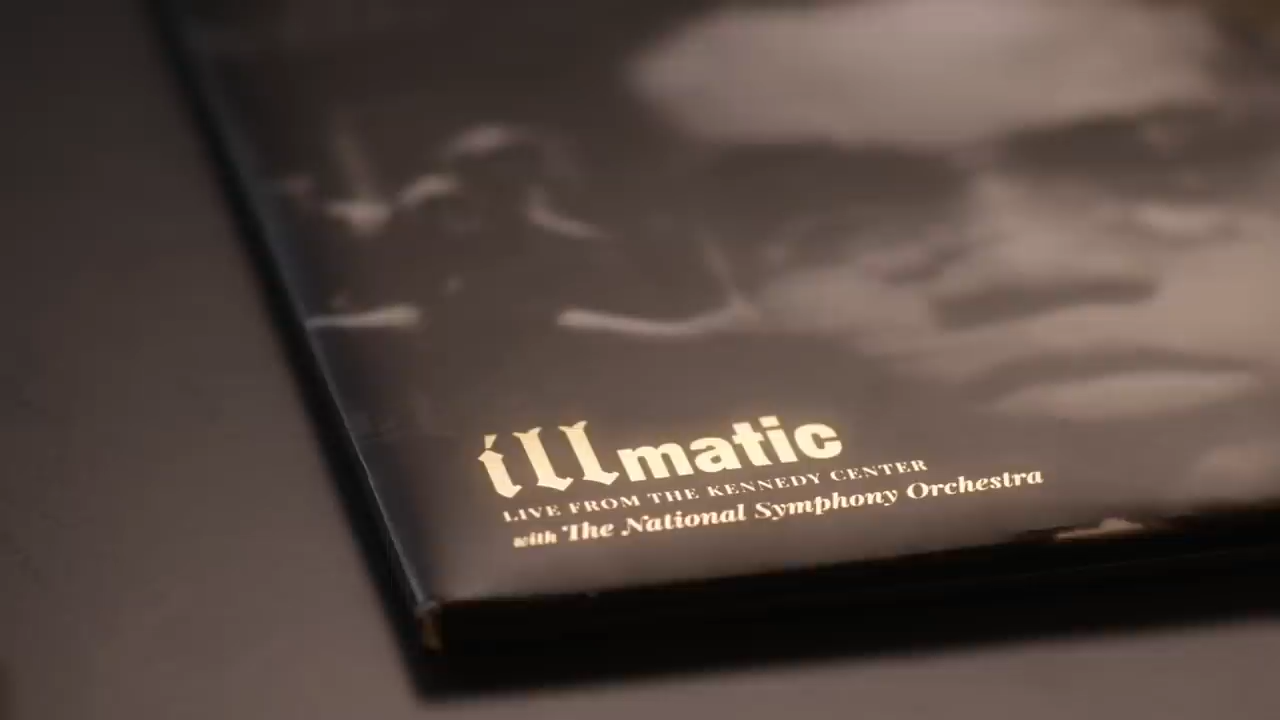 illmatic
LIVE FROM THE KENNEDY CENTER
with The National Symphony Orchestra